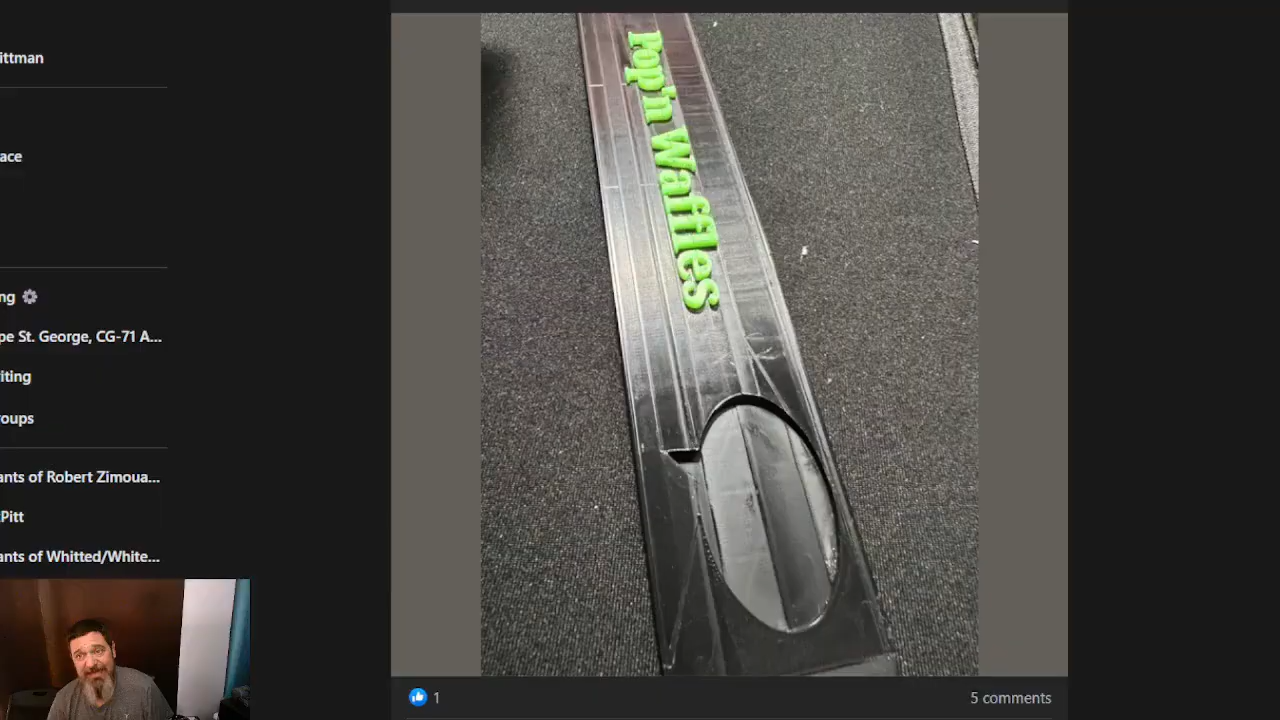 ittman
ace
ng
pe St. George, CG-71 A...
iting
roups
ants of Robert Zimoua...
Pitt
ants of Whitted/White...
Pop'n Waffles
1
5 comments